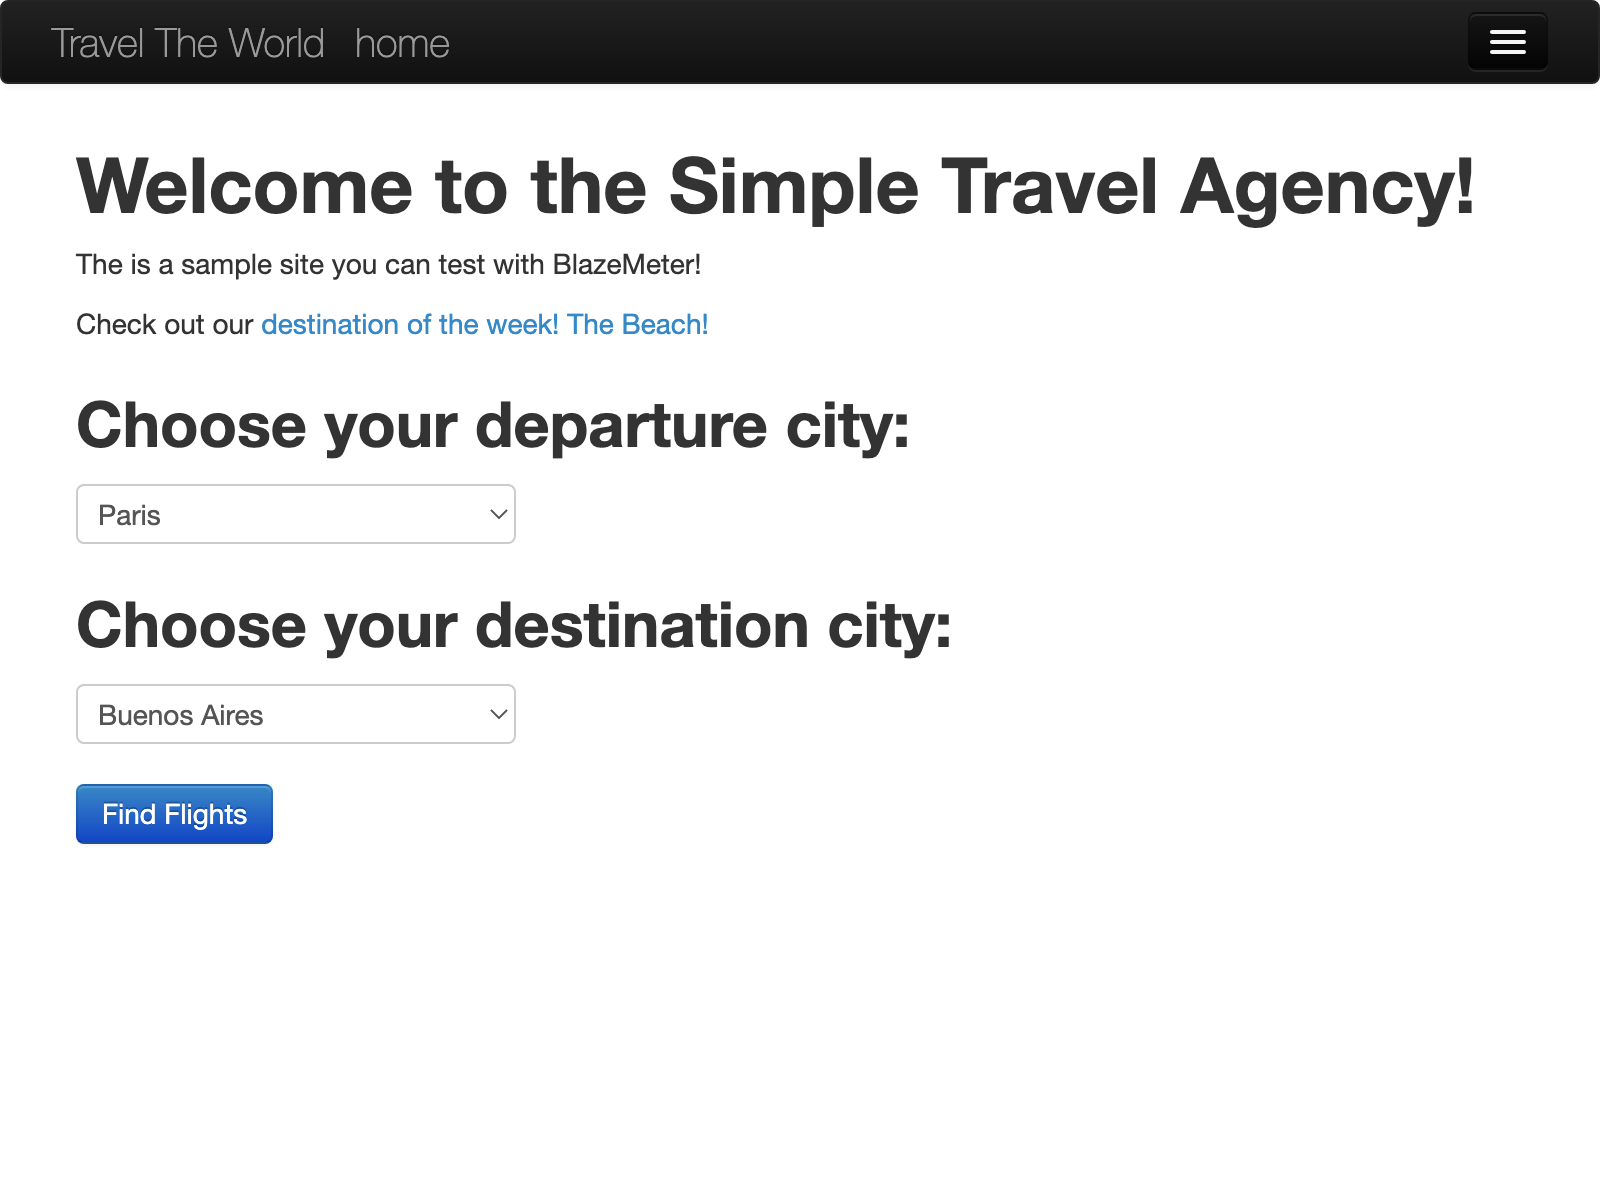 Travel The World home
Welcome to the Simple Travel Agency!
The is a sample site you can test with BlazeMeter!
Check out our destination of the week! The Beach!
Choose your departure city:
Paris
Choose your destination city:
Buenos Aires
Find Flights